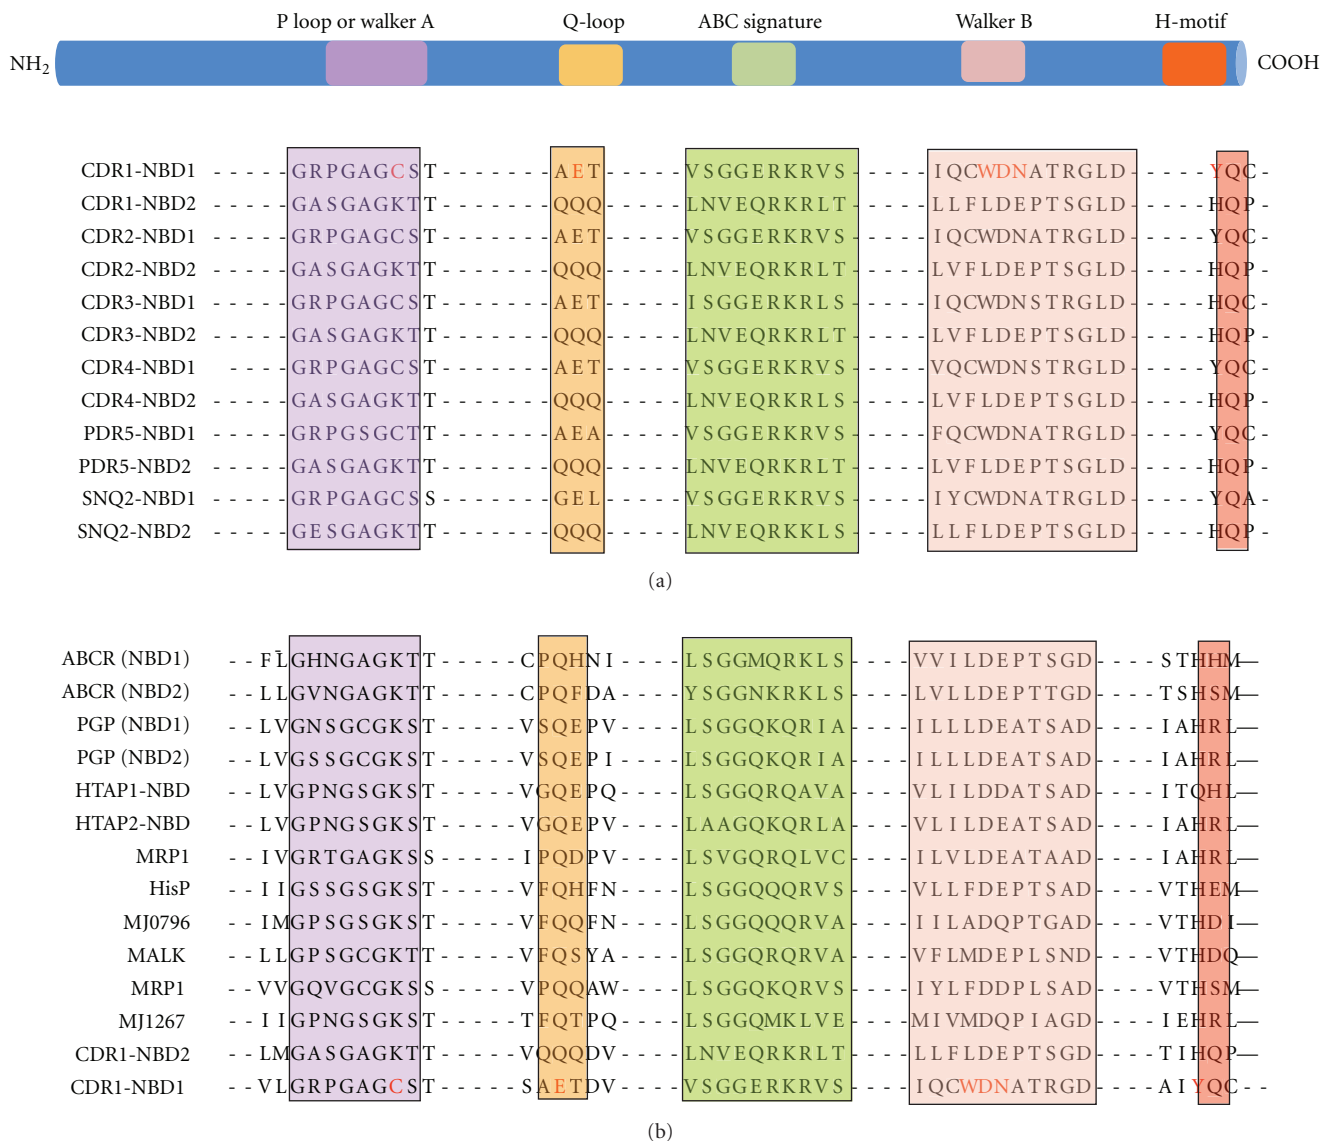 P loop or walker A Q-loop ABC signature Walker B H-motif
NH2 COOH
CDR1-NBD1 - - - - - GRPGAGCST - - - - - - - AET - - - - - VSGGERKRVS - - - - - IQCWDNATRGLD - - - - - YQC -
CDR1-NBD2 - - - - - GASGAGKTT - - - - - - - QQQ - - - - - LNVEQRKRLT - - - - - LLFLDEPTSGLD - - - - - HQP -
CDR2-NBD1 - - - - - GRPGAGCST - - - - - - - AET - - - - - VSGGERKRVS - - - - - IQCWDNATRGLD - - - - - YQC -
CDR2-NBD2 - - - - - GASGAGKTT - - - - - - - QQQ - - - - - LNVEQRKRLT - - - - - LVFLDEPTSGLD - - - - - HQP -
CDR3-NBD1 - - - - - GRPGAGCST - - - - - - - AET - - - - - ISGGERKRLS - - - - - IQCWDNSTRGLD - - - - - HQC -
CDR3-NBD2 - - - - - GASGAGKTT - - - - - - - QQQ - - - - - LNVEQRKRLT - - - - - LVFLDEPTSGLD - - - - - HQP -
CDR4-NBD1 - - - - - GRPGAGCST - - - - - - - AET - - - - - VSGGERKRVS - - - - - VQCWDNSTRGLD - - - - - YQC -
CDR4-NBD2 - - - - - GASGAGKTT - - - - - - - QQQ - - - - - LNVEQRKRLS - - - - - LVFLDEPTSGLD - - - - - HQP -
PDR5-NBD1 - - - - - GRPGSGCTT - - - - - - - AEA - - - - - VSGGERKRVS - - - - - FQCWDNATRGLD - - - - - YQC -
PDR5-NBD2 - - - - - GASGAGKTT - - - - - - - QQQ - - - - - LNVEQRKRLT - - - - - LVFLDEPTSGLD - - - - - HQP -
SNQ2-NBD1 - - - - - GRPGAGCSS - - - - - - - GEL - - - - - VSGGERKRVS - - - - - IYCWDNATRGLD - - - - - YQA -
SNQ2-NBD2 - - - - - GESGAGKTT - - - - - - - QQQ - - - - - LNVEQRKKLS - - - - - LLFLDEPTSGLD - - - - - HQP -
(a)
ABCR (NBD1) - - FLGHNGAGKTT - - - - - CPQHNI - - - - LSGGMQRKLS - - - - VVILDEPTSGD - - - - STHHM—
ABCR (NBD2) - - LLGVNGAGKTT - - - - - CPQFDA - - - - YSGGNKRKLS - - - - LVLLDEPTTGD - - - - TSHSM—
PGP (NBD1) - - LVGNSGCGKST - - - - - VSQEPV - - - - LSGGQKQRIA - - - - ILLLDEATSAD - - - - IAHRL—
PGP (NBD2) - - LVGSSGCGKST - - - - - VSQEPI - - - - LSGGQKQRIA - - - - ILLLDEATSAD - - - - IAHRL—
HTAP1-NBD - - LVGPNGSGKST - - - - - VGQEPQ - - - - LSGGQRQAVA - - - - VLILDDATSAD - - - - ITQHL—
HTAP2-NBD - - LVGPNGSGKST - - - - - VGQEPV - - - - LAAGQKQRLA - - - - VLILDEATSAD - - - - IAHRL—
MRP1 - - IVGRTGAGKSS - - - - - IPQDPV - - - - LSVGQRQLVC - - - - ILVLDEATAAD - - - - IAHRL—
HisP - - IIGSSGSGKST - - - - - VFQHFN - - - - LSGGQQQRVS - - - - VLLFDEPTSAD - - - - VTHEM—
MJ0796 - - IMGPSGSGKST - - - - - VFQQFN - - - - LSGGQQQRVA - - - - IILADQPTGAD - - - - VTHDI—
MALK - - LLGPSGCGKTT - - - - - VFQSYA - - - - LSGGQRQRVA - - - - VFLMDEPLSND - - - - VTHDQ—
MRP1 - - VVGQVGCGKSS - - - - - VPQQAW - - - - LSGGQKQRVS - - - - IYLFDDPLSAD - - - - VTHSM—
MJ1267 - - IIGPNGSGKST - - - - - TFQTPQ - - - - LSGGQMKLVE - - - - MIVMDQPIAGD - - - - IEHRL—
CDR1-NBD2 - - LMGASGAGKTT - - - - - VQQQDV - - - - LNVEQRKRLT - - - - LLFLDEPTSGD - - - - TIHQP—
CDR1-NBD1 - - VLGRPGAGCST - - - - - SAETDV - - - - VSGGERKRVS - - - - IQCWDNATRGD - - - - AIYQC - -
(b)